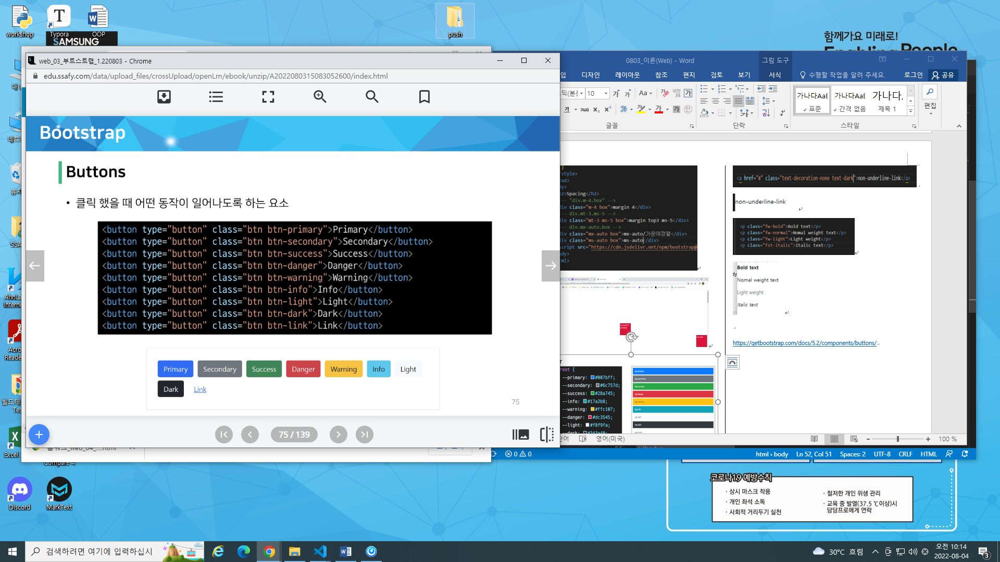 workshop
Typora
OOP
SAMSUNG
push
함께가요 미래로!
Enabling People
web_03_부트스트랩_1.220803 - Chrome
edu.ssafy.com/data/upload_files/crossUpload/openLrn/ebook/unzip/A2022080315083052600/index.html
Bootstrap
Buttons
• 클릭 했을 때 어떤 동작이 일어나도록 하는 요소
<button type="button" class="btn btn-primary">Primary</button>
<button type="button" class="btn btn-secondary">Secondary</button>
<button type="button" class="btn btn-success">Success</button>
<button type="button" class="btn btn-danger">Danger</button>
<button type="button" class="btn btn-warning">Warning</button>
<button type="button" class="btn btn-info">Info</button>
<button type="button" class="btn btn-light">Light</button>
<button type="button" class="btn btn-dark">Dark</button>
<button type="button" class="btn btn-link">Link</button>
Primary Secondary Success Danger Warning Info Light
Dark Link
75
75 / 139
0803_이론(Web) - Word
그림 도구
디자인 레이아웃 참조 편지 검토 보기 서식 수행할 작업을 알려 주세요. 로그인 공유
10
가나다AaE 가나다AaE 가나다
표준 간격 없음 제목 1
편집
글꼴 단락 스타일
style>
h2>Spacing</h2>
-- "div.m-4.box" -->
div class="m-4 box">margin 4</div>
-- div.mt-3.ms-5 -->
div class="mt-3 ms-5 box">margin top3 ms-5</div>
-- div.mx-auto.box -->
div class="mx-auto box">mx-auto/가운데정렬</div>
div class="ms-auto box">ms-auto</div>
script src="https://cdn.jsdelivr.net/npm/bootstrap@
root {
--primary: #007bff;
--secondary: #6c757d;
--success: #28a745;
--info: #17a2b8;
--warning: #ffc107;
--danger: #dc3545;
--light: #f8f9fa;
--dark: #343a40;
<a href="#" class="text-decoration-none text-dark">non-underline-link</a>
non-underline-link
<p class="fw-bold">Bold text</p>
<p class="fw-normal">Nomal weight text</p>
<p class="fw-light">Light weight</p>
<p class="fst-italic">Italic text</p>
Bold text
Nomal weight text
Light weight
Italic text
https://getbootstrap.com/docs/5.2/components/buttons/
영어(미국)
100 %
0 0
html › body Ln 52, Col 51 Spaces: 2 UTF-8 CRLF HTML
코로나19 예방수칙
· 상시 마스크 착용
· 개인 좌석 소독
· 사회적 거리두기 실천
· 철저한 개인 위생 관리
· 교육 중 발열(37.5 ℃이상)시
담당프로에게 연락
Discord
MarkText
검색하려면 여기에 입력하십시
30°C 흐림
오전 10:14
2022-08-04
3